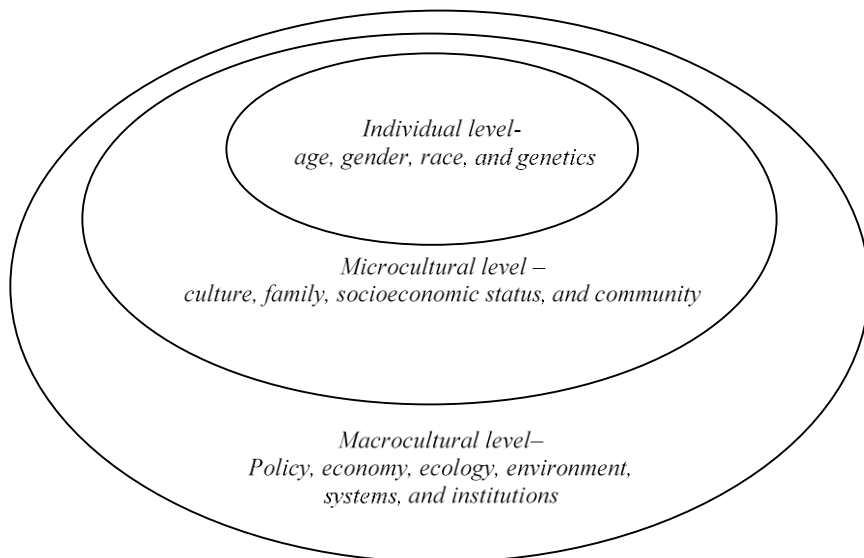 Individual level-
age, gender, race, and genetics
Microcultural level –
culture, family, socioeconomic status, and community
Macrocultural level–
Policy, economy, ecology, environment,
systems, and institutions